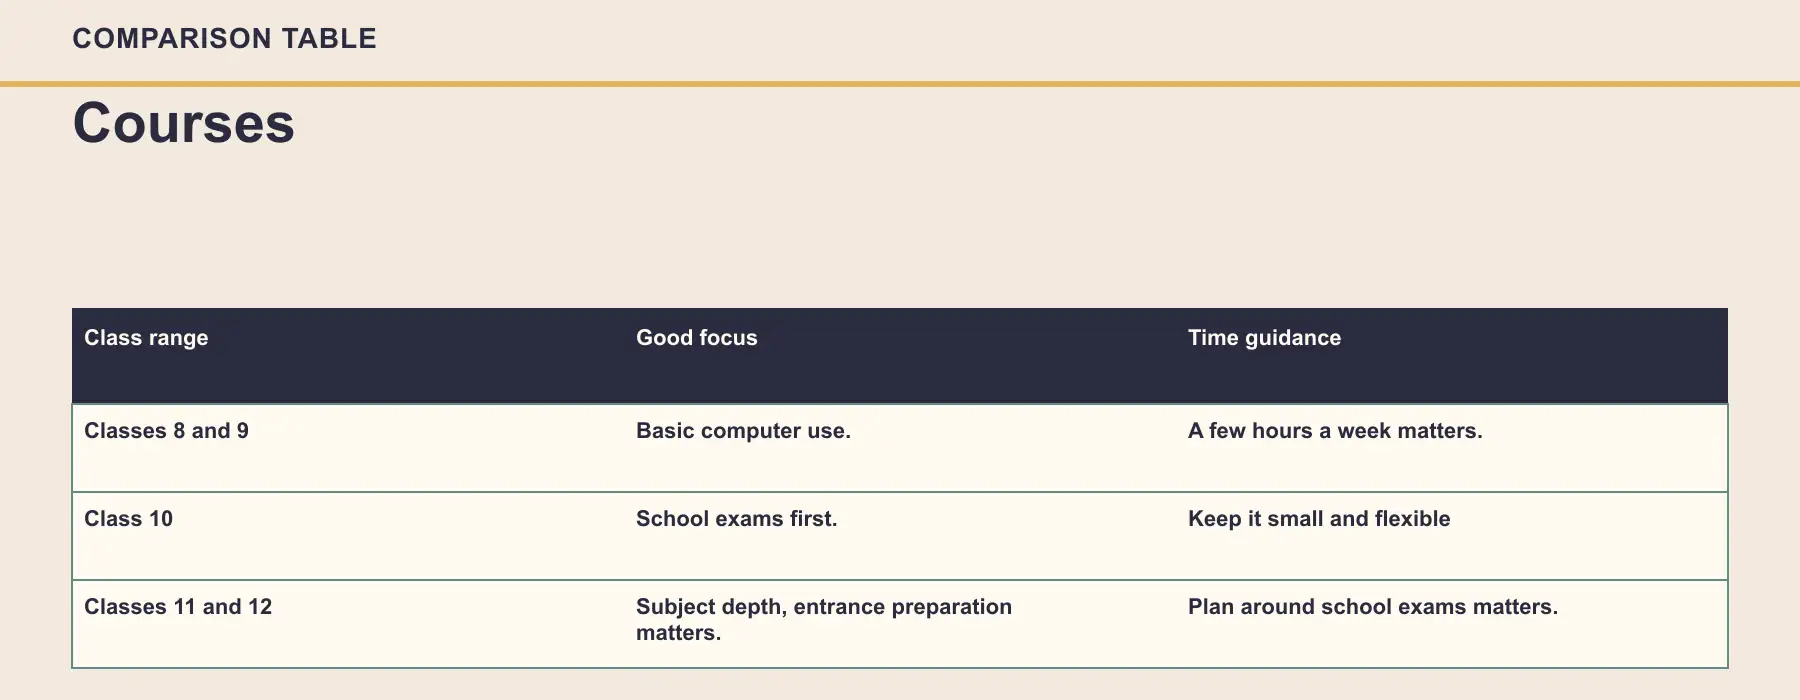 COMPARISON TABLE
Courses
Class range Good focus Time guidance
Classes 8 and 9 Basic computer use. A few hours a week matters.
Class 10 School exams first. Keep it small and flexible
Classes 11 and 12 Subject depth, entrance preparation matters. Plan around school exams matters.